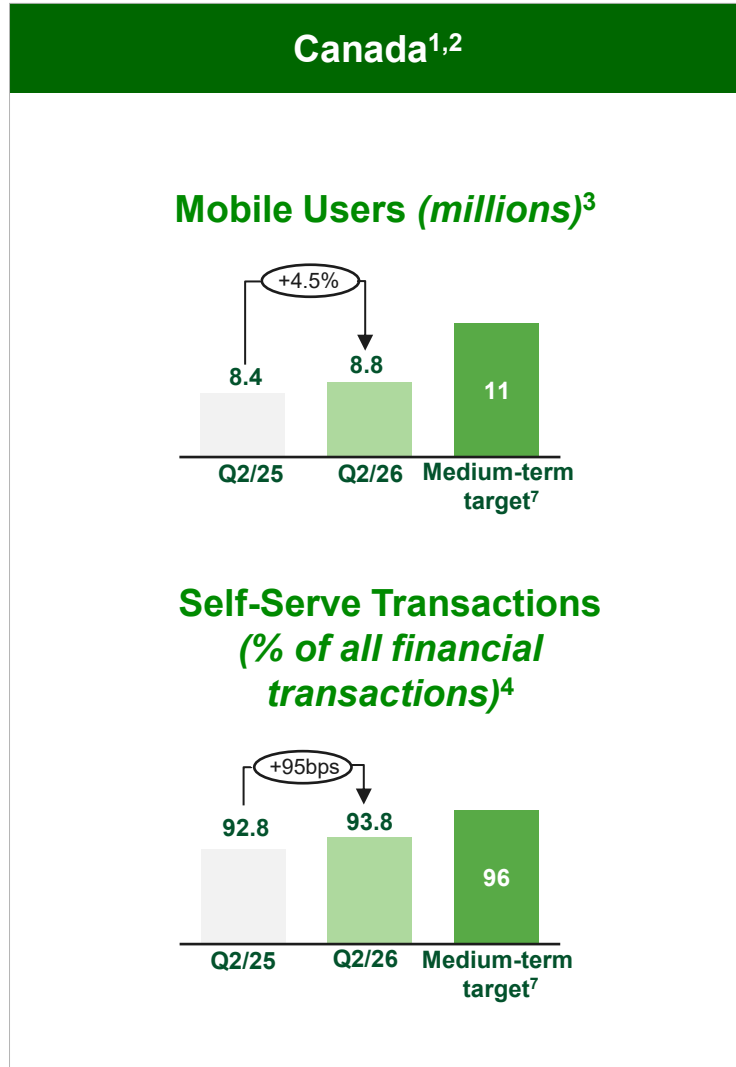 Canada1,2
Mobile Users (millions)3
+4.5%
8.4
8.8
11
Q2/25
Q2/26
Medium-term
target7
Self-Serve Transactions
(% of all financial
transactions)4
+95bps
92.8
93.8
96
Q2/25
Q2/26
Medium-term
target7